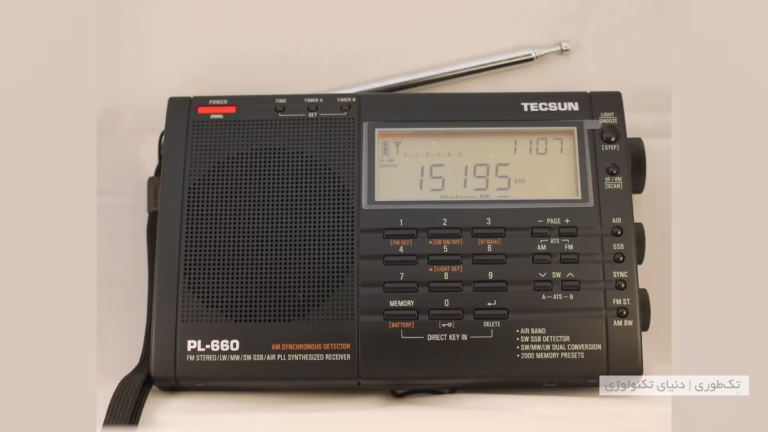 POWER
TIME TIMER A TIMER B
SET
TECSUN
LIGHT
SNOOZE
[STEP]
1107
15195 kHz
VF/VM
[SCAN]
1 2 3 - PAGE +
[FM SET] [SW ON/OFF] [9/10kHz] ATS
4 5 6 AM FM
[LIGHT SET]
7 8 9 SW
MEMORY 0 A -- ATS -- B
[BATTERY] DELETE
DIRECT KEY IN
AIR
SSB
SYNC
FM ST.
AM BW
PL-660 AM SYNCHRONOUS DETECTOR
FM STEREO/LW/MW/SW-SSB/AIR PLL SYNTHESIZED RECEIVER
• AIR BAND
• SW SSB DETECTOR
• SW/MW/LW DUAL CONVERSION
• 2000 MEMORY PRESETS
تک‌طوری | دنیای تکنولوژی